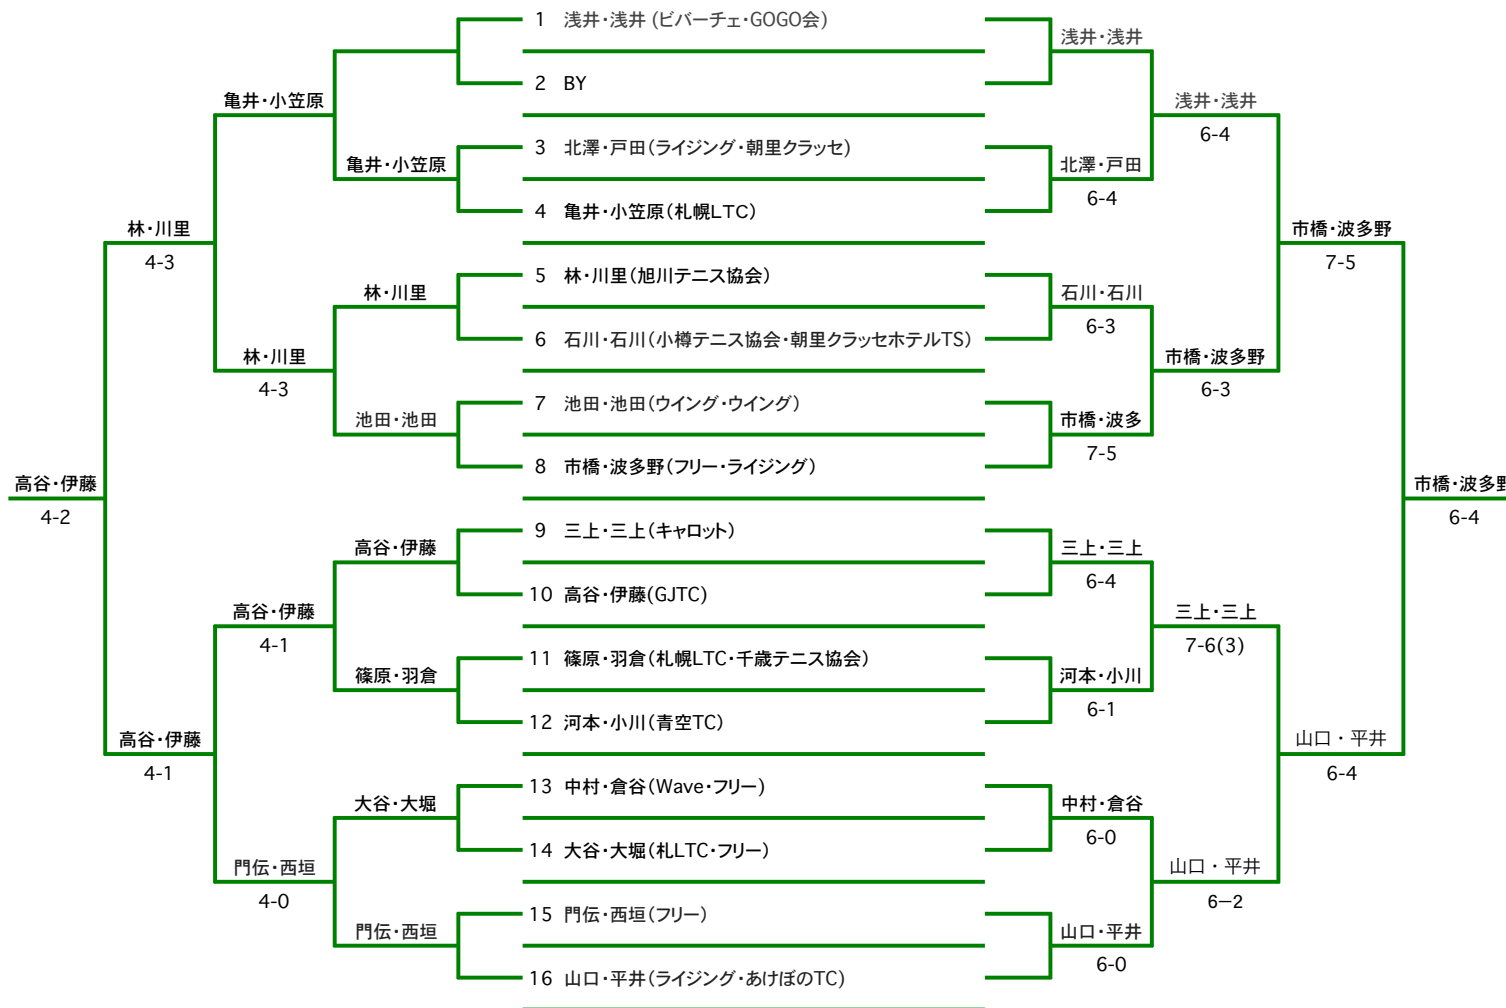 1 浅井・浅井 (ビバーチェ・GOGO会)
浅井・浅井
2 BY
亀井・小笠原
浅井・浅井
6-4
3 北澤・戸田(ライジング・朝里クラッセ)
亀井・小笠原
北澤・戸田
6-4
4 亀井・小笠原(札幌LTC)
林・川里
4-3
市橋・波多野
7-5
5 林・川里(旭川テニス協会)
林・川里
石川・石川
6-3
6 石川・石川(小樽テニス協会・朝里クラッセホテルTS)
林・川里
4-3
市橋・波多野
6-3
7 池田・池田(ウイング・ウイング)
池田・池田
市橋・波多
7-5
8 市橋・波多野(フリー・ライジング)
高谷・伊藤
4-2
市橋・波多野
6-4
9 三上・三上(キャロット)
高谷・伊藤
三上・三上
6-4
10 高谷・伊藤(GJTC)
高谷・伊藤
4-1
三上・三上
7-6(3)
11 篠原・羽倉(札幌LTC・千歳テニス協会)
篠原・羽倉
河本・小川
6-1
12 河本・小川(青空TC)
高谷・伊藤
4-1
山口・平井
6-4
13 中村・倉谷(Wave・フリー)
大谷・大堀
中村・倉谷
6-0
14 大谷・大堀(札LTC・フリー)
門伝・西垣
4-0
山口・平井
6−2
15 門伝・西垣(フリー)
門伝・西垣
山口・平井
6-0
16 山口・平井(ライジング・あけぼのTC)